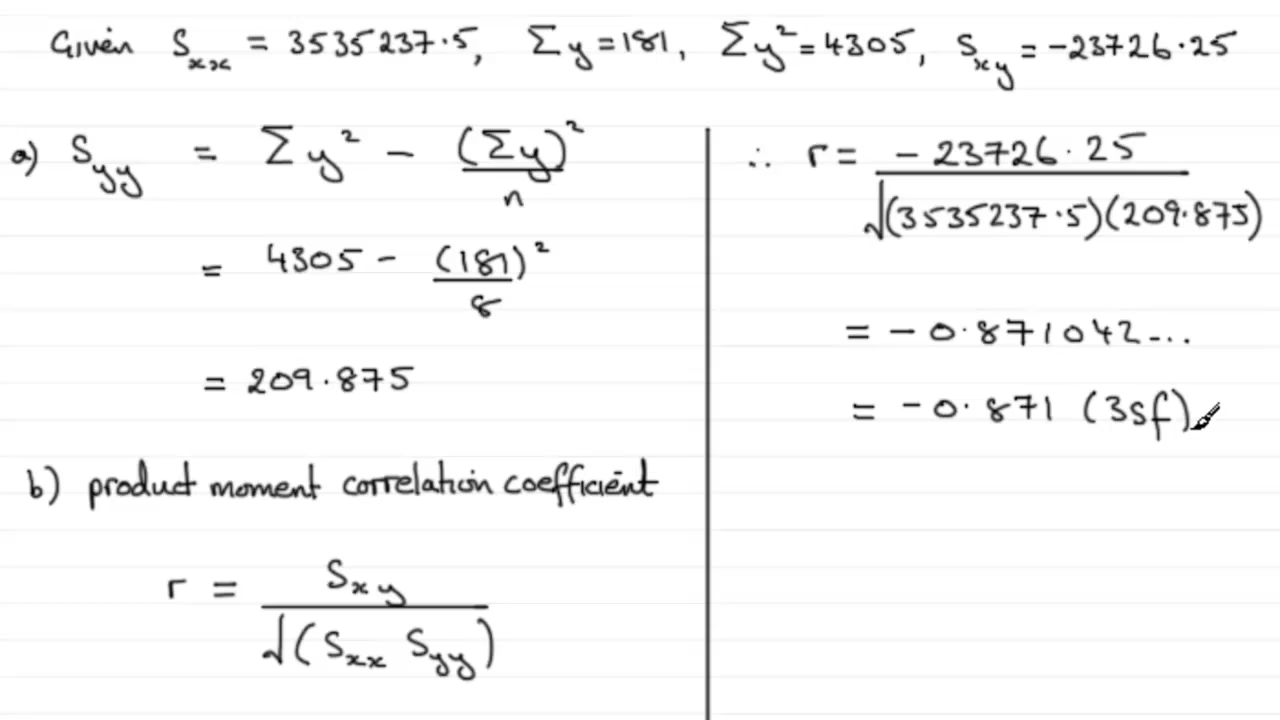 Given Sxx = 3535237.5, Σy = 181, Σy² = 4305, Sxy = -23726.25
a) Syy = Σy² - (Σy)²/n
= 4305 - (181)²/8
= 209.875
b) product moment correlation coefficient
r = Sxy/√(Sxx Syy)
∴ r = -23726.25/√(3535237.5)(209.875)
= -0.871042...
= -0.871 (3sf)